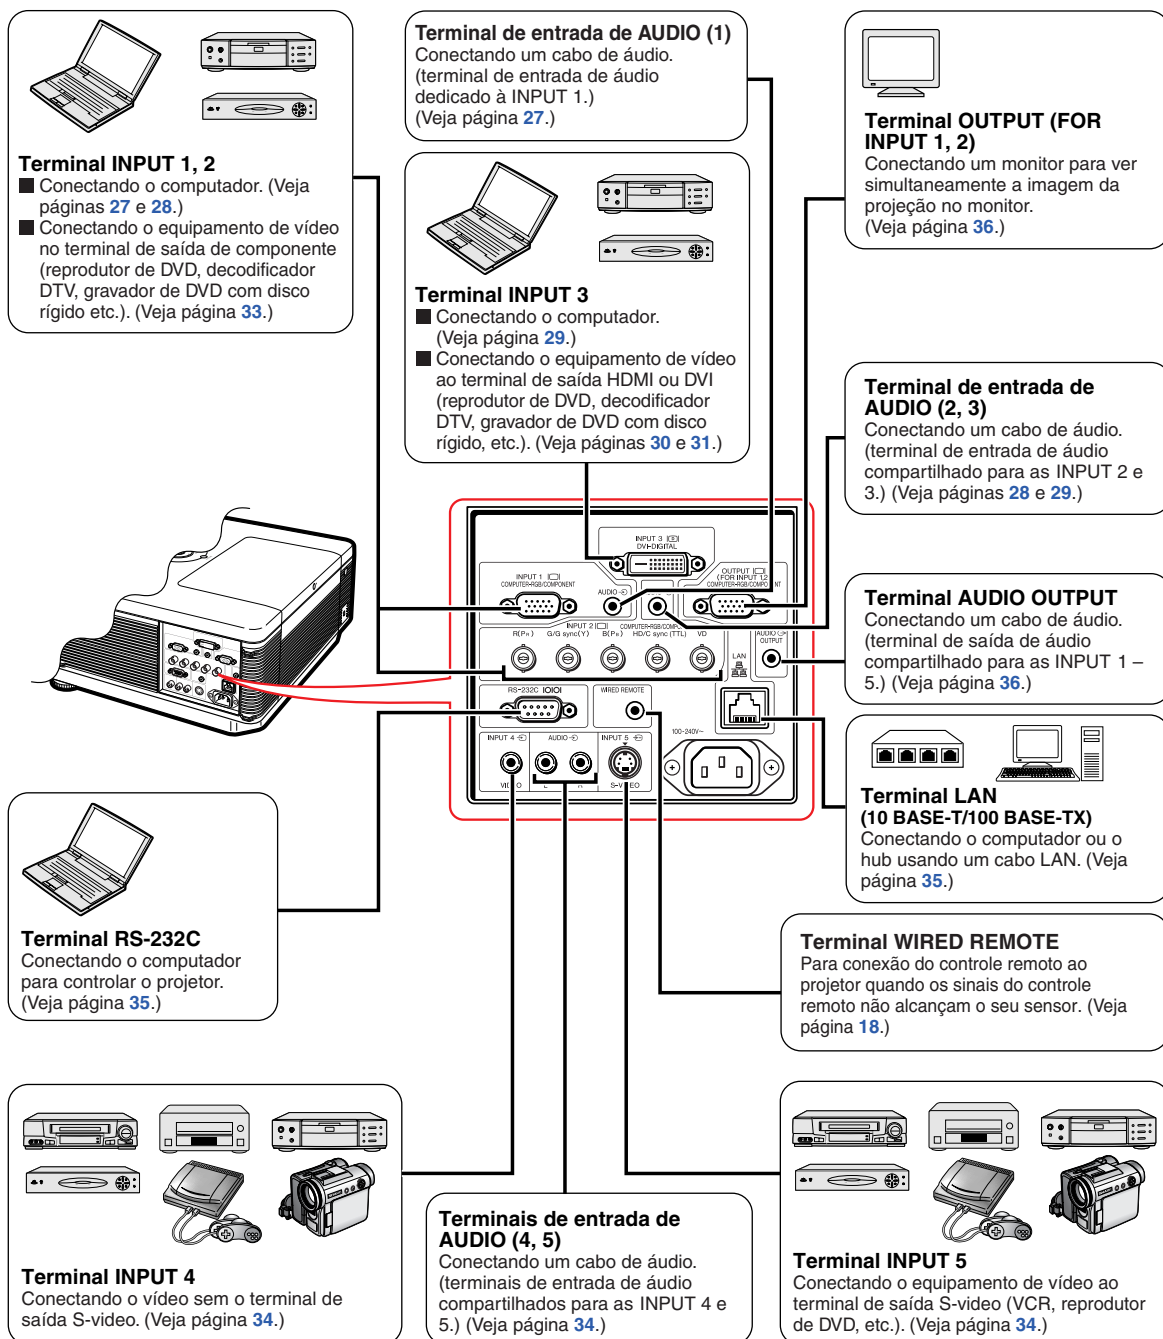 Terminal INPUT 1, 2
■ Conectando o computador. (Veja
páginas 27 e 28.)
■ Conectando o equipamento de vídeo
no terminal de saída de componente
(reprodutor de DVD, decodificador
DTV, gravador de DVD com disco
rígido etc.). (Veja página 33.)
Terminal de entrada de AUDIO (1)
Conectando um cabo de áudio.
(terminal de entrada de áudio
dedicado à INPUT 1.)
(Veja página 27.)
Terminal INPUT 3
■ Conectando o computador.
(Veja página 29.)
■ Conectando o equipamento de vídeo
ao terminal de saída HDMI ou DVI
(reprodutor de DVD, decodificador
DTV, gravador de DVD com disco
rígido, etc.). (Veja páginas 30 e 31.)
Terminal OUTPUT (FOR
INPUT 1, 2)
Conectando um monitor para ver
simultaneamente a imagem da
projeção no monitor.
(Veja página 36.)
Terminal de entrada de
AUDIO (2, 3)
Conectando um cabo de áudio.
(terminal de entrada de áudio
compartilhado para as INPUT 2 e
3.) (Veja páginas 28 e 29.)
Terminal AUDIO OUTPUT
Conectando um cabo de áudio.
(terminal de saída de áudio
compartilhado para as INPUT 1 –
5.) (Veja página 36.)
INPUT 3
DVI-DIGITAL
INPUT 1
COMPUTER-RGB/COMPONENT
AUDIO
OUTPUT
(FOR INPUT 1,2)
COMPUTER-RGB/COMPONENT
INPUT 2
R(PR)
G/G sync(Y)
B(PB)
HD/C sync (TTL)
VD
LAN
AUDIO
OUTPUT
RS-232C
WIRED REMOTE
100-240V~
INPUT 4
AUDIO
INPUT 5
VIDEO
L
R
S-VIDEO
Terminal LAN
(10 BASE-T/100 BASE-TX)
Conectando o computador ou o
hub usando um cabo LAN. (Veja
página 35.)
Terminal RS-232C
Conectando o computador
para controlar o projetor.
(Veja página 35.)
Terminal WIRED REMOTE
Para conexão do controle remoto ao
projetor quando os sinais do controle
remoto não alcançam o seu sensor. (Veja
página 18.)
Terminal INPUT 4
Conectando o vídeo sem o terminal de
saída S-video. (Veja página 34.)
Terminais de entrada de
AUDIO (4, 5)
Conectando um cabo de áudio.
(terminais de entrada de áudio
compartilhados para as INPUT 4 e
5.) (Veja página 34.)
Terminal INPUT 5
Conectando o equipamento de vídeo ao
terminal de saída S-video (VCR, reprodutor
de DVD, etc.). (Veja página 34.)